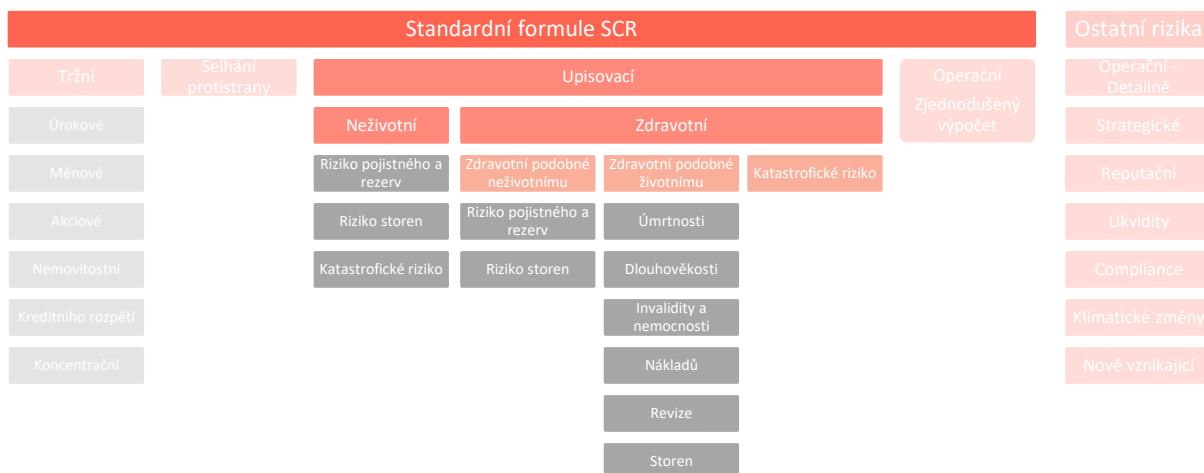 Standardní formule SCR
Ostatní rizika
Tržní
Selhání
protistrany
Upisovací
Operační
Zjednodušený
výpočet
Operační -
Detailně
Úrokové
Neživotní
Zdravotní
Strategické
Měnové
Riziko pojistného a
rezerv
Zdravotní podobné
neživotnímu
Zdravotní podobné
životnímu
Katastrofické riziko
Reputační
Akciové
Riziko storen
Riziko pojistného a
rezerv
Úmrtnosti
Likvidity
Nemovitostní
Katastrofické riziko
Riziko storen
Dlouhověkosti
Compliance
Kreditního rozpětí
Invalidity a
nemocnosti
Klimatické změny
Koncentrační
Nákladů
Nově vznikající
Revize
Storen